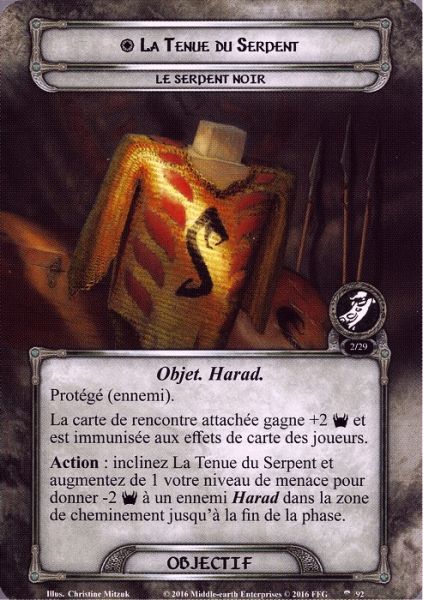 La Tenue du Serpent
Le Serpent Noir
2/29
Objet. Harad.
Protégé (ennemi).
La carte de rencontre attachée gagne +2 et
est immunisée aux effets de carte des joueurs.
Action : inclinez La Tenue du Serpent et
augmentez de 1 votre niveau de menace pour
donner -2 à un ennemi Harad dans la zone
de cheminement jusqu'à la fin de la phase.
OBJECTIF
Illus. Christine Mitzuk © 2016 Middle-earth Enterprises © 2016 FFG 92